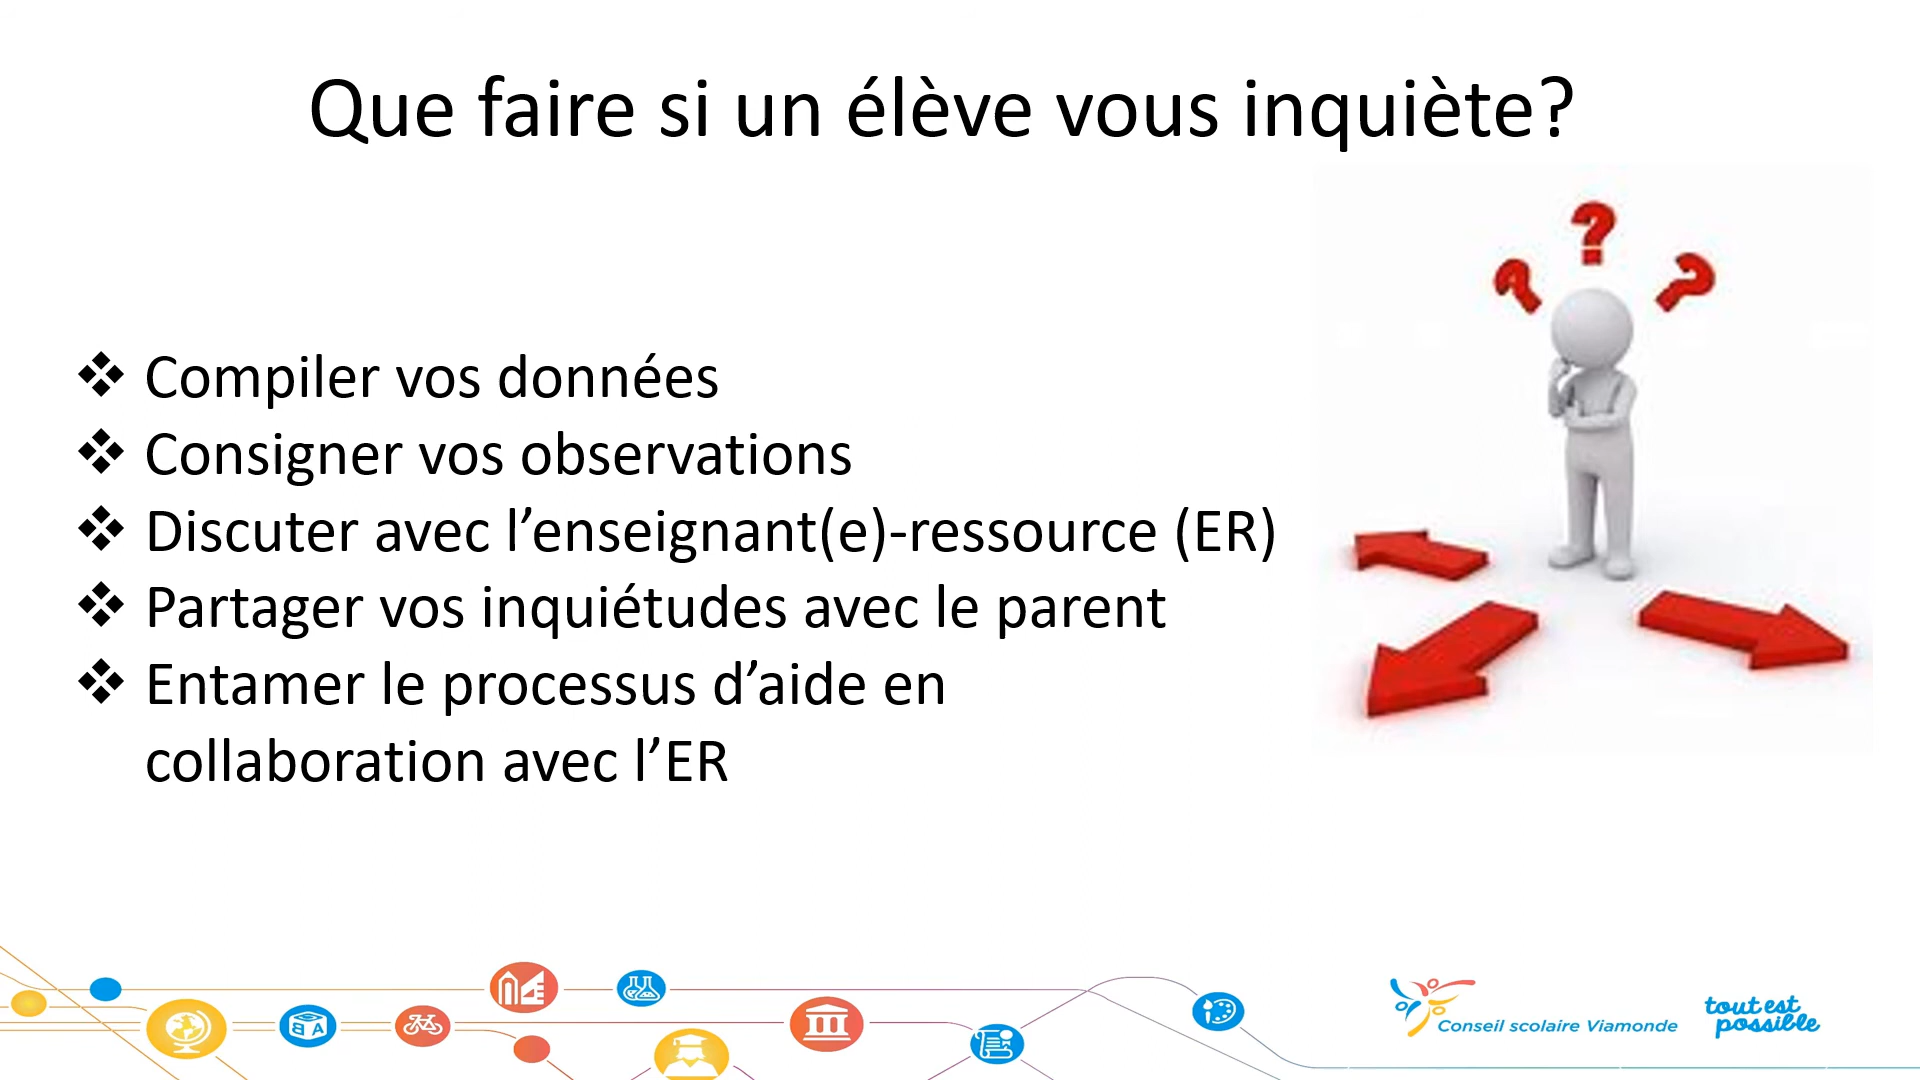 Que faire si un élève vous inquiète?
? ? ?
❖ Compiler vos données
❖ Consigner vos observations
❖ Discuter avec l’enseignant(e)-ressource (ER)
❖ Partager vos inquiétudes avec le parent
❖ Entamer le processus d’aide en
collaboration avec l’ER
B A
Conseil scolaire Viamonde
tout est
possible